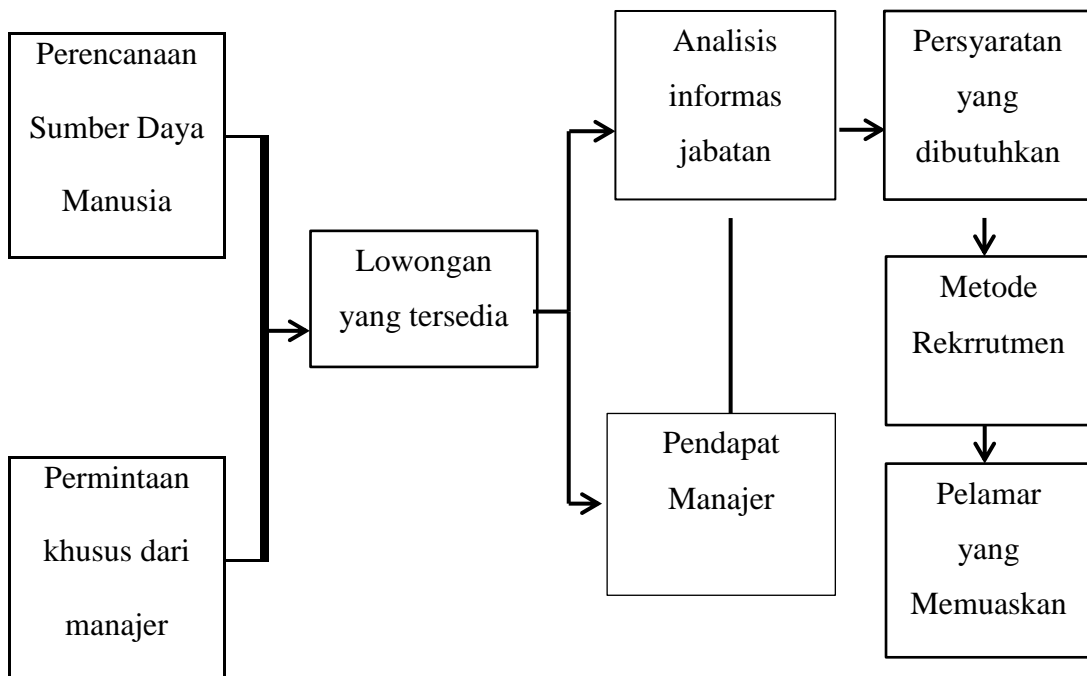 Perencanaan
Sumber Daya
Manusia
Permintaan
khusus dari
manajer
Lowongan
yang tersedia
Analisis
informas
jabatan
Pendapat
Manajer
Persyaratan
yang
dibutuhkan
Metode
Rekrrutmen
Pelamar
yang
Memuaskan